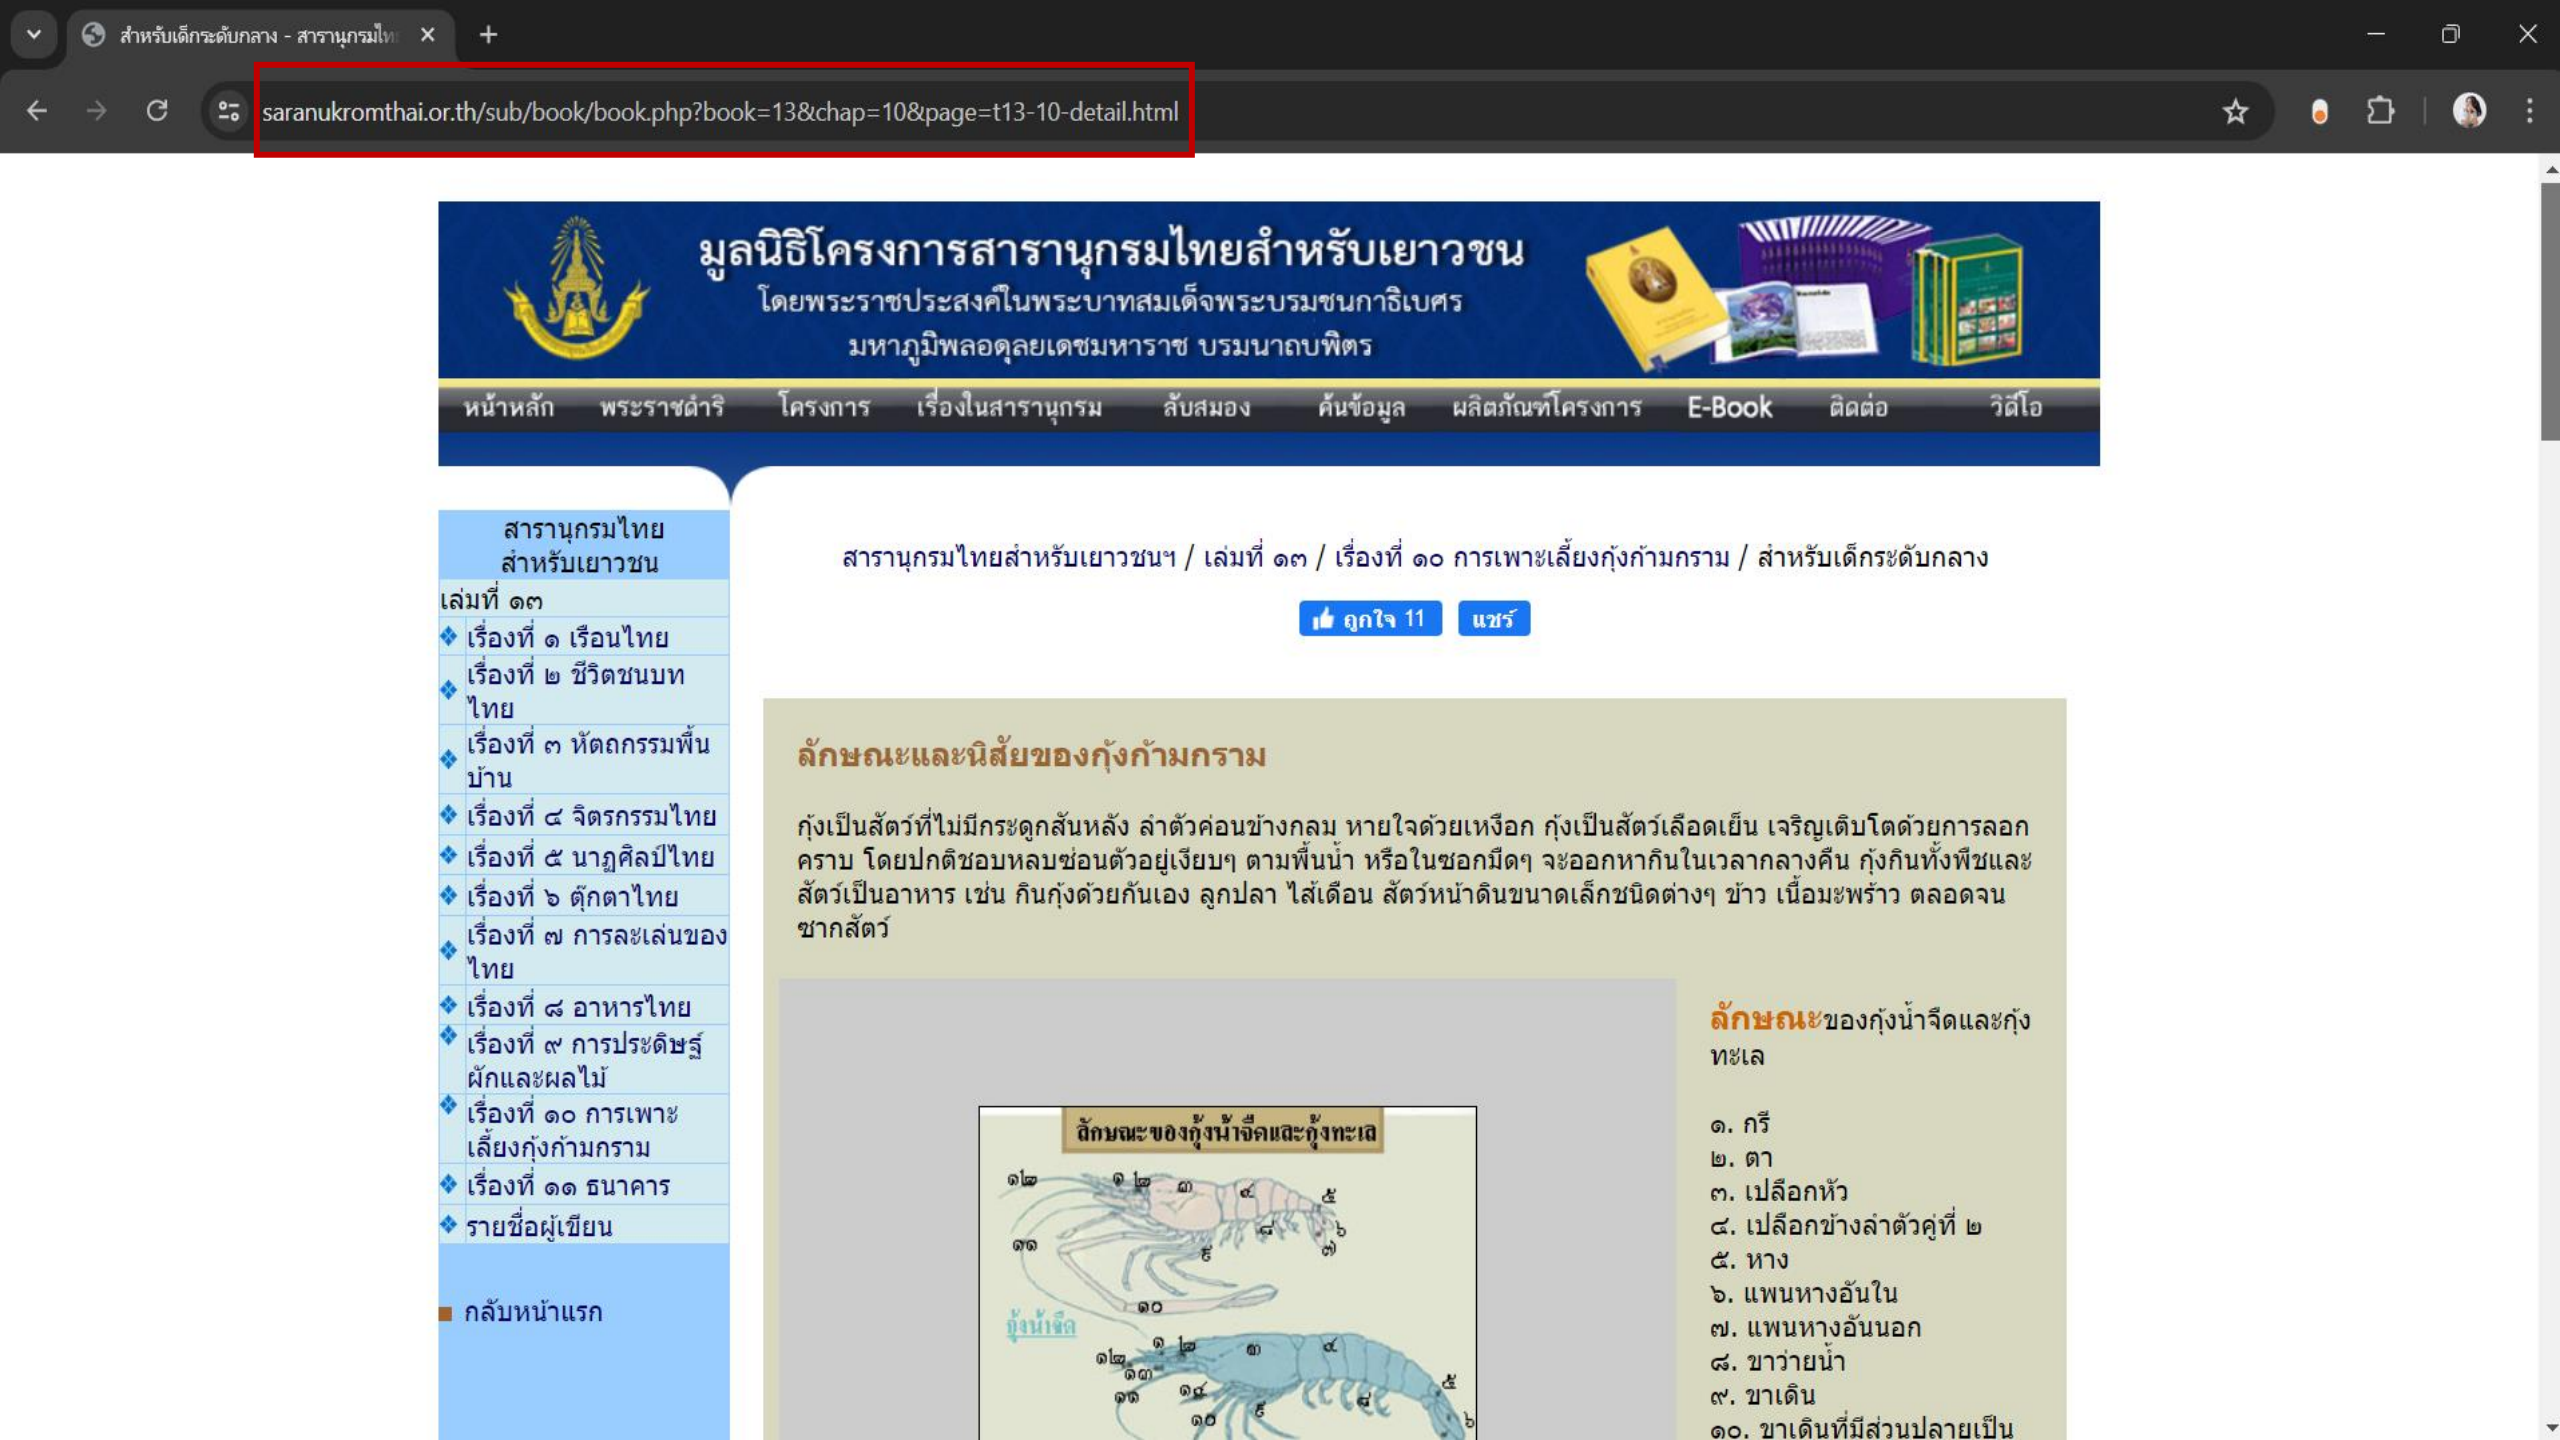 สำหรับเด็กระดับกลาง - สารานุกรมไท
saranukromthai.or.th/sub/book/book.php?book=13&chap=10&page=t13-10-detail.html
มูลนิธิโครงการสารานุกรมไทยสำหรับเยาวชน
โดยพระราชประสงค์ในพระบาทสมเด็จพระบรมชนกาธิเบศร
มหาภูมิพลอดุลยเดชมหาราช บรมนาถบพิตร
หน้าหลัก พระราชดำริ โครงการ เรื่องในสารานุกรม ลับสมอง ค้นข้อมูล ผลิตภัณฑ์โครงการ E-Book ติดต่อ วิดีโอ
สารานุกรมไทย
สำหรับเยาวชน
เล่มที่ ๑๓
เรื่องที่ ๑ เรือนไทย
เรื่องที่ ๒ ชีวิตชนบท
ไทย
เรื่องที่ ๓ หัตถกรรมพื้น
บ้าน
เรื่องที่ ๔ จิตรกรรมไทย
เรื่องที่ ๕ นาฏศิลป์ไทย
เรื่องที่ ๖ ตุ๊กตาไทย
เรื่องที่ ๗ การละเล่นของ
ไทย
เรื่องที่ ๘ อาหารไทย
เรื่องที่ ๙ การประดิษฐ์
ผักและผลไม้
เรื่องที่ ๑๐ การเพาะ
เลี้ยงกุ้งก้ามกราม
เรื่องที่ ๑๑ ธนาคาร
รายชื่อผู้เขียน
กลับหน้าแรก
สารานุกรมไทยสำหรับเยาวชนฯ / เล่มที่ ๑๓ / เรื่องที่ ๑๐ การเพาะเลี้ยงกุ้งก้ามกราม / สำหรับเด็กระดับกลาง
ถูกใจ 11 แชร์
ลักษณะและนิสัยของกุ้งก้ามกราม
กุ้งเป็นสัตว์ที่ไม่มีกระดูกสันหลัง ลำตัวค่อนข้างกลม หายใจด้วยเหงือก กุ้งเป็นสัตว์เลือดเย็น เจริญเติบโตด้วยการลอก
คราบ โดยปกติชอบหลบซ่อนตัวอยู่เงียบๆ ตามพื้นน้ำ หรือในซอกมืดๆ จะออกหากินในเวลากลางคืน กุ้งกินทั้งพืชและ
สัตว์เป็นอาหาร เช่น กินกุ้งด้วยกันเอง ลูกปลา ไส้เดือน สัตว์หน้าดินขนาดเล็กชนิดต่างๆ ข้าว เนื้อมะพร้าว ตลอดจน
ซากสัตว์
ลักษณะของกุ้งน้ำจืดและกุ้งทะเล
๑๒ ๑ ๒ ๓ ๔ ๕
๖
๑๑ ๙ ๘ ๗
๑๐
กุ้งน้ำจืด
๑๒ ๑ ๒ ๓ ๔
๑๓
๑๑ ๑๔ ๘ ๕
๑๐ ๙ ๖
ลักษณะของกุ้งน้ำจืดและกุ้ง
ทะเล
๑. กรี
๒. ตา
๓. เปลือกหัว
๔. เปลือกข้างลำตัวคู่ที่ ๒
๕. หาง
๖. แพนหางอันใน
๗. แพนหางอันนอก
๘. ขาว่ายน้ำ
๙. ขาเดิน
๑๐. ขาเดินที่มีส่วนปลายเป็น